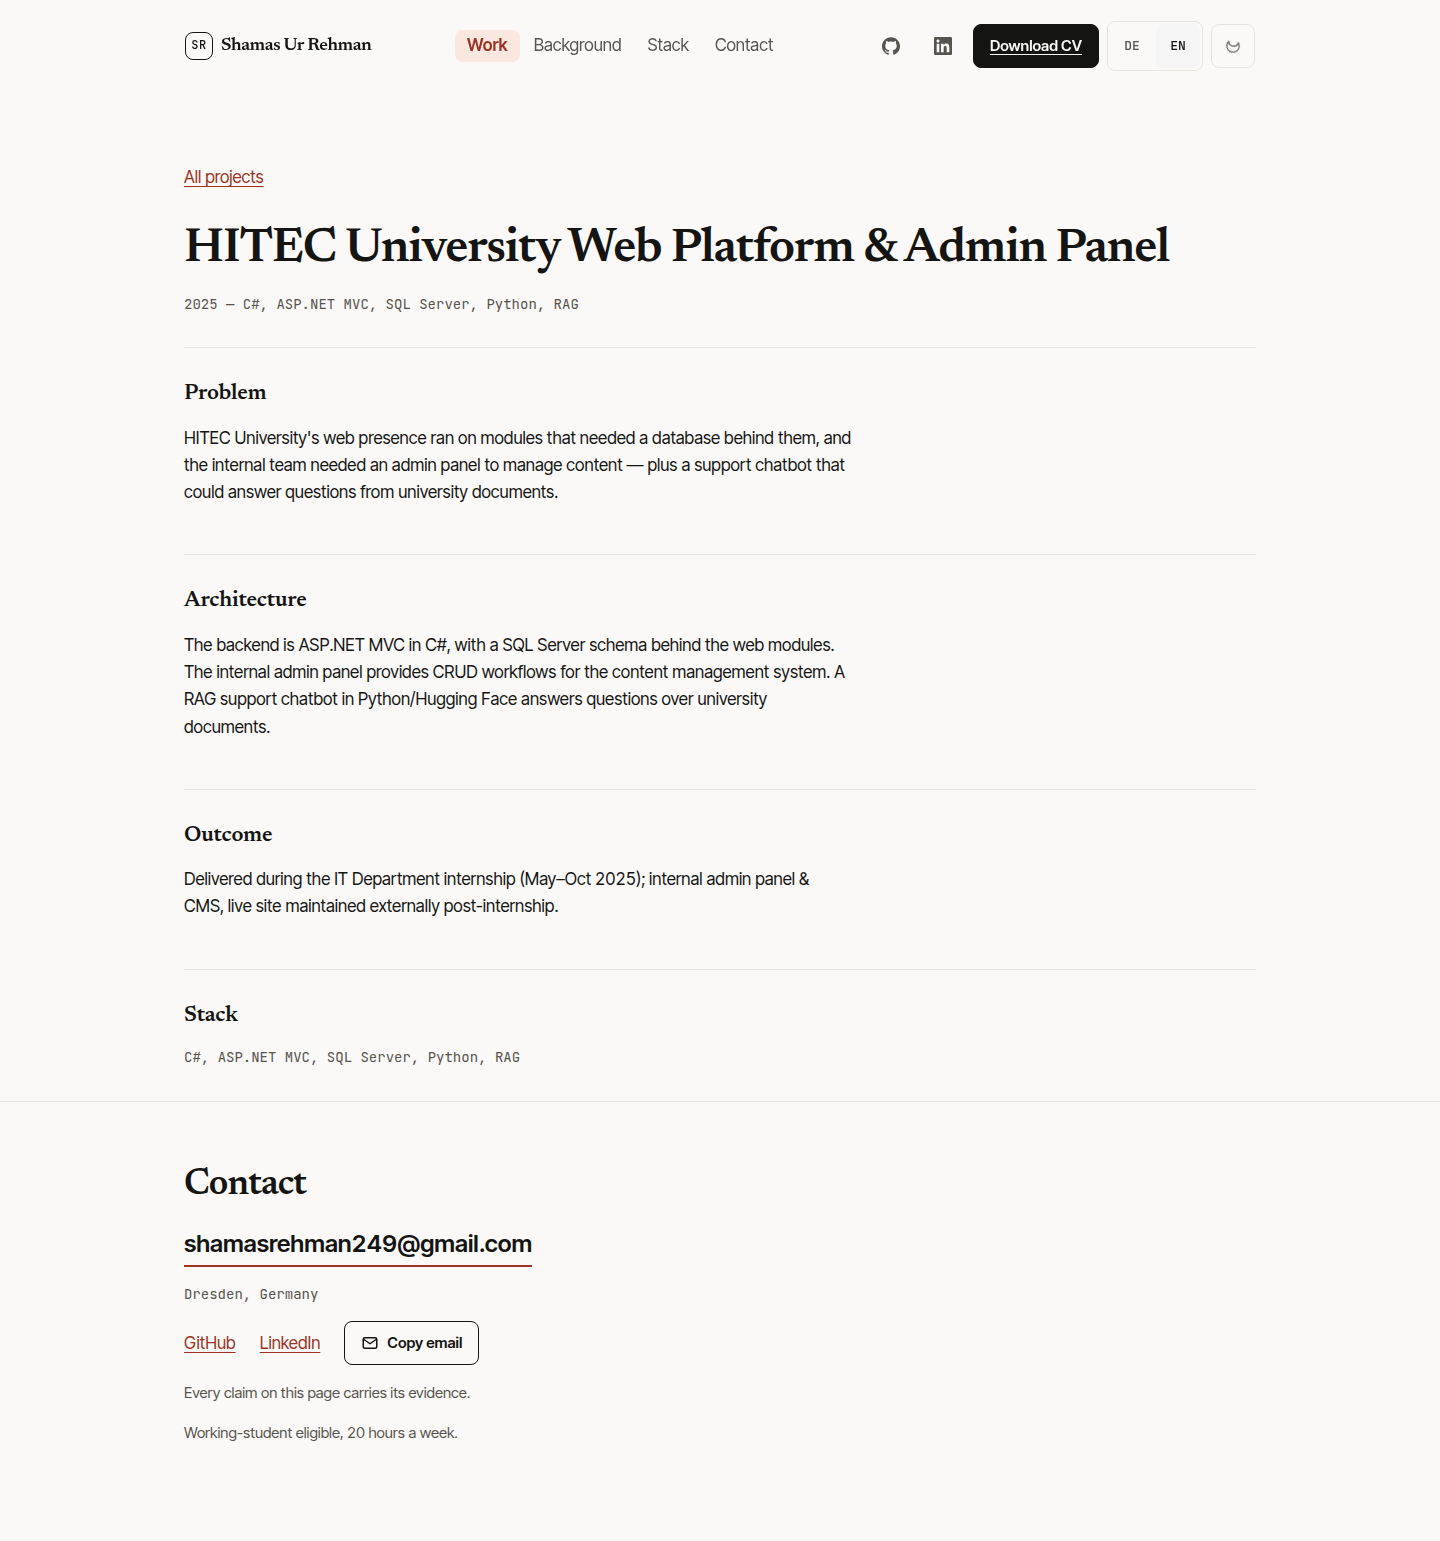 SR Shamas Ur Rehman Work Background Stack Contact Download CV DE EN
All projects
HITEC University Web Platform & Admin Panel
2025 — C#, ASP.NET MVC, SQL Server, Python, RAG
Problem
HITEC University's web presence ran on modules that needed a database behind them, and
the internal team needed an admin panel to manage content — plus a support chatbot that
could answer questions from university documents.
Architecture
The backend is ASP.NET MVC in C#, with a SQL Server schema behind the web modules.
The internal admin panel provides CRUD workflows for the content management system. A
RAG support chatbot in Python/Hugging Face answers questions over university
documents.
Outcome
Delivered during the IT Department internship (May–Oct 2025); internal admin panel &
CMS, live site maintained externally post-internship.
Stack
C#, ASP.NET MVC, SQL Server, Python, RAG
Contact
shamasrehman249@gmail.com
Dresden, Germany
GitHub LinkedIn Copy email
Every claim on this page carries its evidence.
Working-student eligible, 20 hours a week.